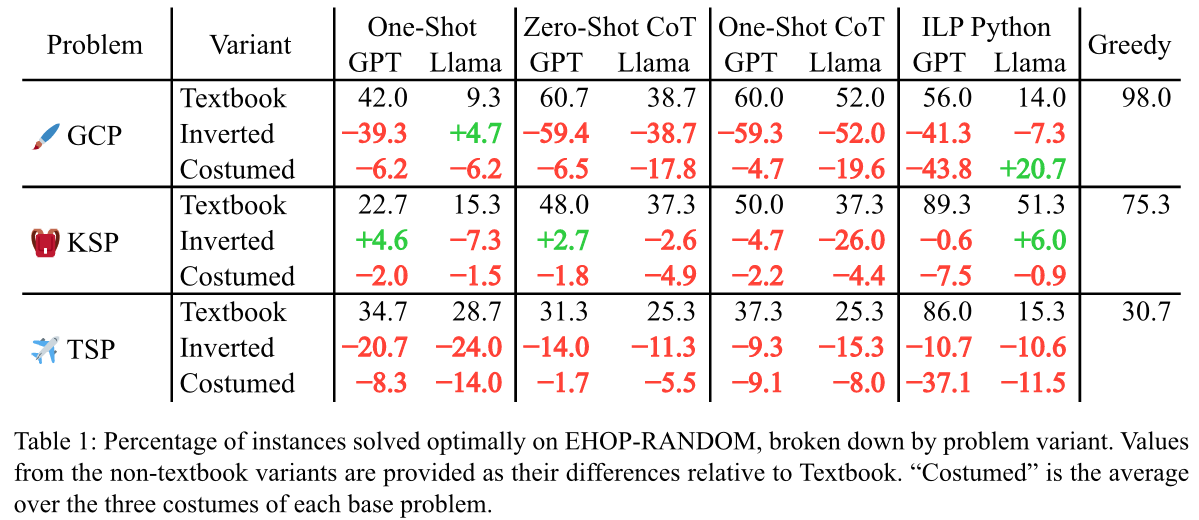 Problem Variant One-Shot Zero-Shot CoT One-Shot CoT ILP Python Greedy
GPT Llama GPT Llama GPT Llama GPT Llama
GCP Textbook 42.0 9.3 60.7 38.7 60.0 52.0 56.0 14.0 98.0
Inverted −39.3 +4.7 −59.4 −38.7 −59.3 −52.0 −41.3 −7.3
Costumed −6.2 −6.2 −6.5 −17.8 −4.7 −19.6 −43.8 +20.7
KSP Textbook 22.7 15.3 48.0 37.3 50.0 37.3 89.3 51.3 75.3
Inverted +4.6 −7.3 +2.7 −2.6 −4.7 −26.0 −0.6 +6.0
Costumed −2.0 −1.5 −1.8 −4.9 −2.2 −4.4 −7.5 −0.9
TSP Textbook 34.7 28.7 31.3 25.3 37.3 25.3 86.0 15.3 30.7
Inverted −20.7 −24.0 −14.0 −11.3 −9.3 −15.3 −10.7 −10.6
Costumed −8.3 −14.0 −1.7 −5.5 −9.1 −8.0 −37.1 −11.5
Table 1: Percentage of instances solved optimally on EHOP-RANDOM, broken down by problem variant. Values
from the non-textbook variants are provided as their differences relative to Textbook. “Costumed” is the average
over the three costumes of each base problem.